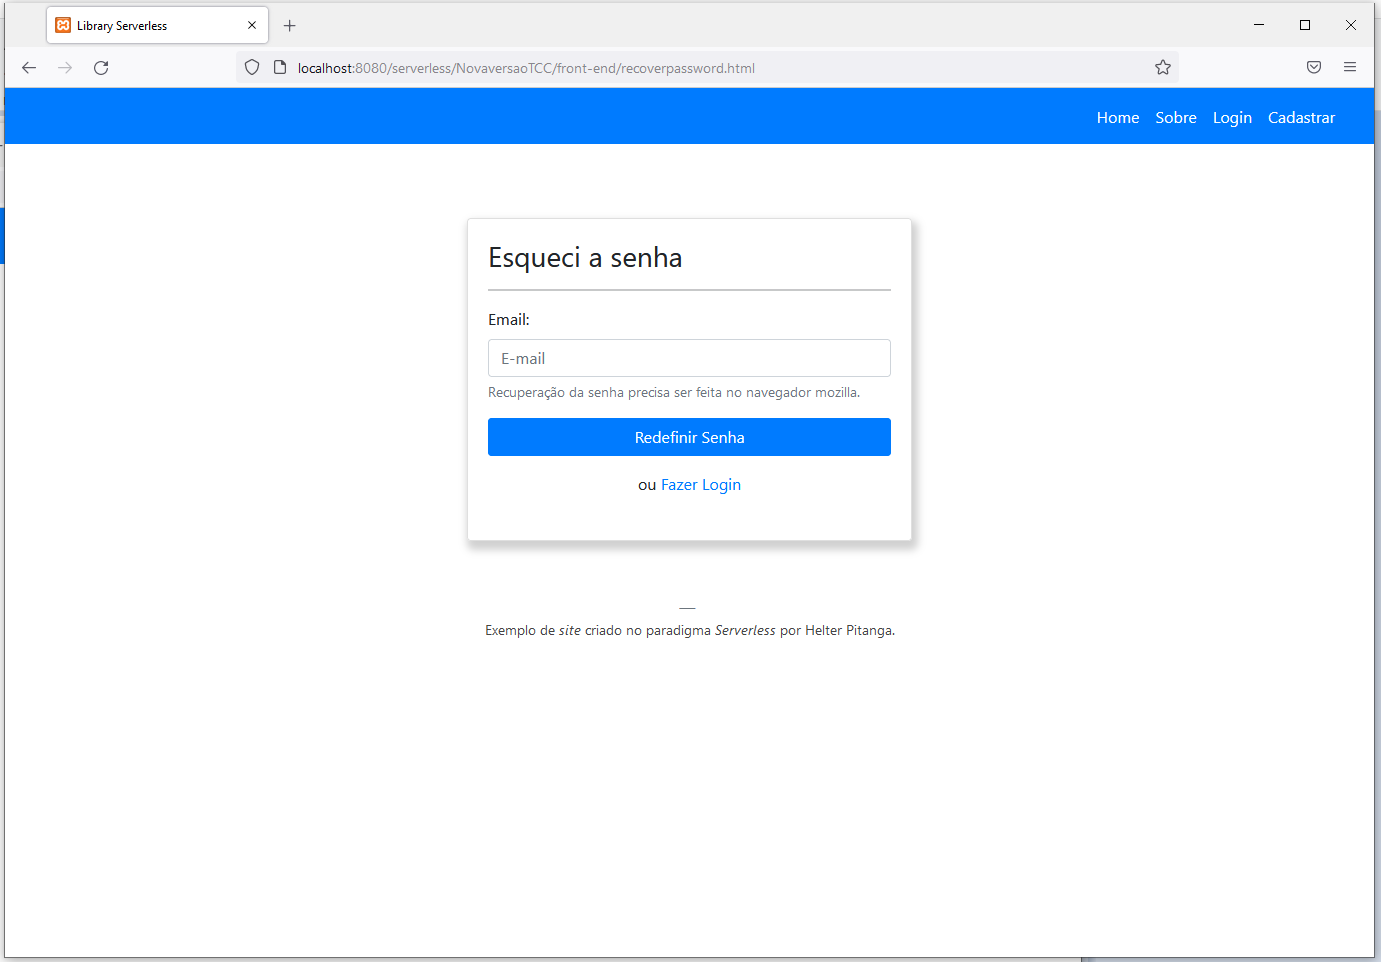 Library Serverless
localhost:8080/serverless/NovaversaoTCC/front-end/recoverpassword.html
Home Sobre Login Cadastrar
Esqueci a senha
Email:
E-mail
Recuperação da senha precisa ser feita no navegador mozilla.
Redefinir Senha
ou Fazer Login
Exemplo de site criado no paradigma Serverless por Helter Pitanga.